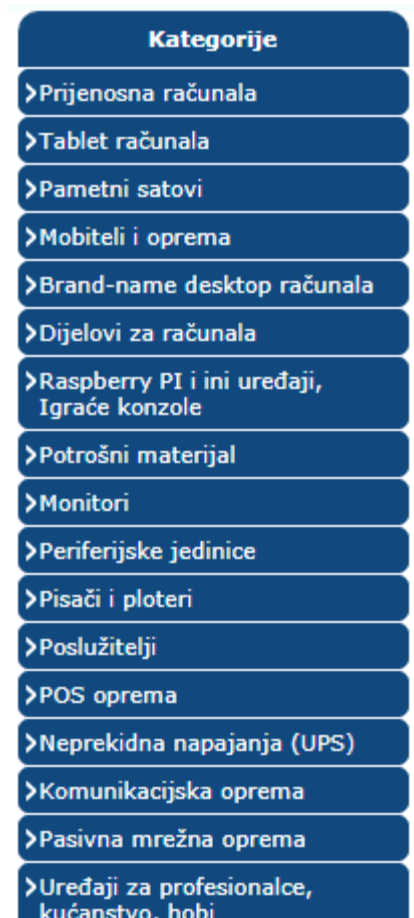 Kategorije
>Prijenosna računala
>Tablet računala
>Pametni satovi
>Mobiteli i oprema
>Brand-name desktop računala
>Dijelovi za računala
>Raspberry PI i ini uređaji,
Igraće konzole
>Potrošni materijal
>Monitori
>Periferijske jedinice
>Pisači i ploteri
>Poslužitelji
>POS oprema
>Neprekidna napajanja (UPS)
>Komunikacijska oprema
>Pasivna mrežna oprema
>Uređaji za profesionalce,
kućanstvo, hobi